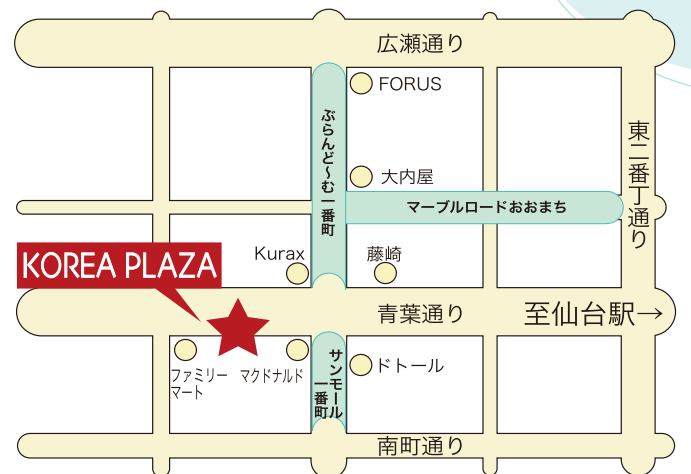 広瀬通り
FORUS
ぶらんど～む一番町
東二番丁通り
大内屋
マーブルロードおおまち
Kurax
藤崎
KOREA PLAZA
青葉通り
至仙台駅→
ファミリー
マート
マクドナルド
サンモール
一番町
ドトール
南町通り